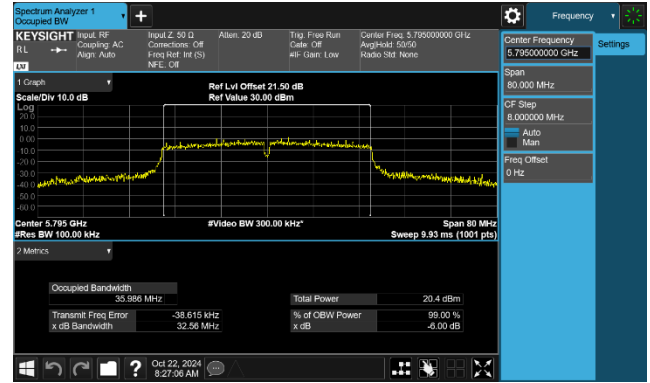 Spectrum Analyzer 1
Occupied BW
+
Frequency
KEYSIGHT
RL
LXI
Input: RF
Coupling: AC
Align: Auto
Input Z: 50 Ω
Corrections: Off
Freq Ref: Int (S)
NFE: Off
Atten: 20 dB
Trig: Free Run
Gate: Off
#IF Gain: Low
Center Freq: 5.795000000 GHz
Avg|Hold: 50/50
Radio Std: None
Center Frequency
5.795000000 GHz
Settings
Span
80.000 MHz
CF Step
8.000000 MHz
Auto
Man
Freq Offset
0 Hz
1 Graph
Scale/Div 10.0 dB
Ref Lvl Offset 21.50 dB
Ref Value 30.00 dBm
Log
20.0
10.0
0.00
-10.0
-20.0
-30.0
-40.0
-50.0
-60.0
Center 5.795 GHz
#Video BW 300.00 kHz*
Span 80 MHz
#Res BW 100.00 kHz
Sweep 9.93 ms (1001 pts)
2 Metrics
Occupied Bandwidth
35.986 MHz
Total Power 20.4 dBm
Transmit Freq Error -38.615 kHz
% of OBW Power 99.00 %
x dB Bandwidth 32.56 MHz
x dB -6.00 dB
?
Oct 22, 2024
8:27:06 AM